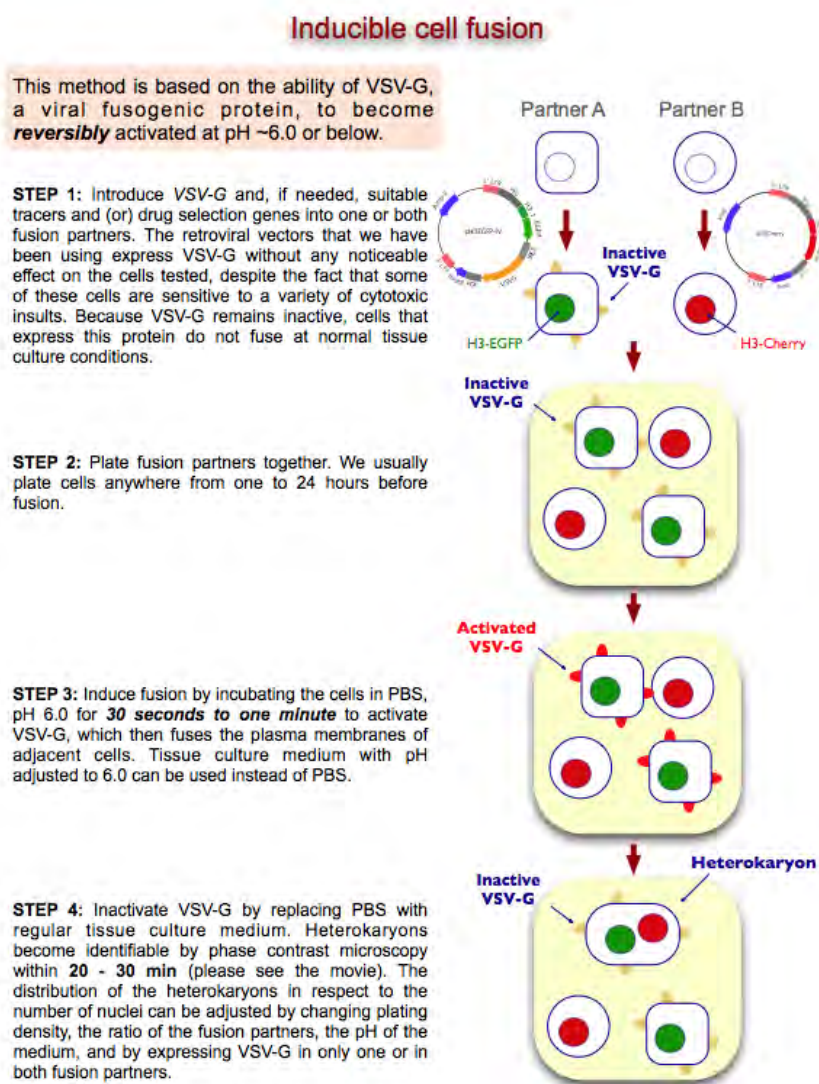 Inducible cell fusion
This method is based on the ability of VSV-G,
a viral fusogenic protein, to become
reversibly activated at pH ~6.0 or below.
Partner A
Partner B
STEP 1: Introduce VSV-G and, if needed, suitable
tracers and (or) drug selection genes into one or both
fusion partners. The retroviral vectors that we have
been using express VSV-G without any noticeable
effect on the cells tested, despite the fact that some
of these cells are sensitive to a variety of cytotoxic
insults. Because VSV-G remains inactive, cells that
express this protein do not fuse at normal tissue
culture conditions.
Inactive
VSV-G
H3-EGFP
H3-Cherry
Inactive
VSV-G
STEP 2: Plate fusion partners together. We usually
plate cells anywhere from one to 24 hours before
fusion.
Activated
VSV-G
STEP 3: Induce fusion by incubating the cells in PBS,
pH 6.0 for 30 seconds to one minute to activate
VSV-G, which then fuses the plasma membranes of
adjacent cells. Tissue culture medium with pH
adjusted to 6.0 can be used instead of PBS.
Heterokaryon
Inactive
VSV-G
STEP 4: Inactivate VSV-G by replacing PBS with
regular tissue culture medium. Heterokaryons
become identifiable by phase contrast microscopy
within 20 - 30 min (please see the movie). The
distribution of the heterokaryons in respect to the
number of nuclei can be adjusted by changing plating
density, the ratio of the fusion partners, the pH of the
medium, and by expressing VSV-G in only one or in
both fusion partners.